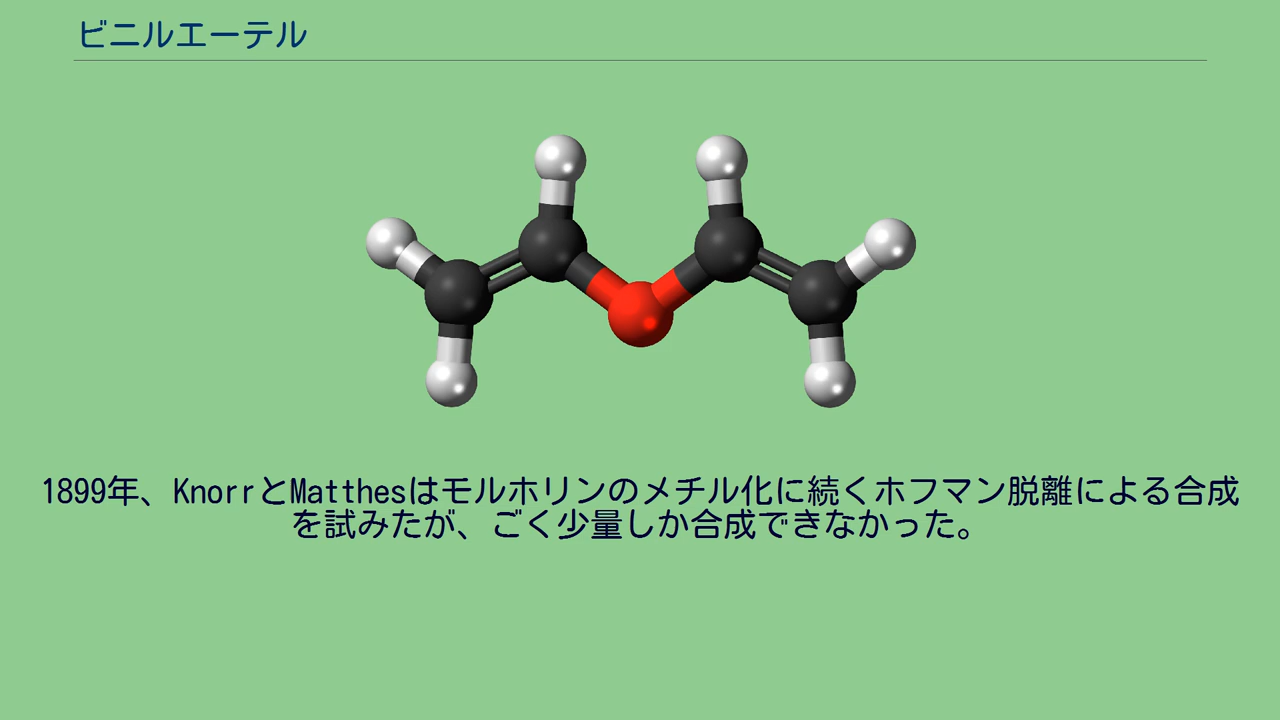 ビニルエーテル
1899年、KnorrとMatthesはモルホリンのメチル化に続くホフマン脱離による合成
を試みたが、ごく少量しか合成できなかった。